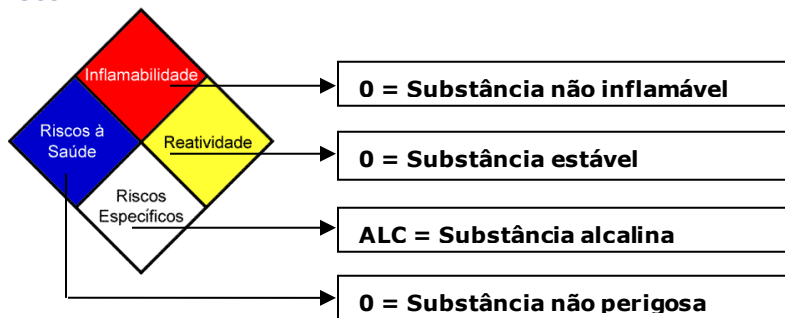 Inflamabilidade
0 = Substância não inflamável
Riscos à
Saúde
Reatividade
0 = Substância estável
Riscos
Específicos
ALC = Substância alcalina
0 = Substância não perigosa